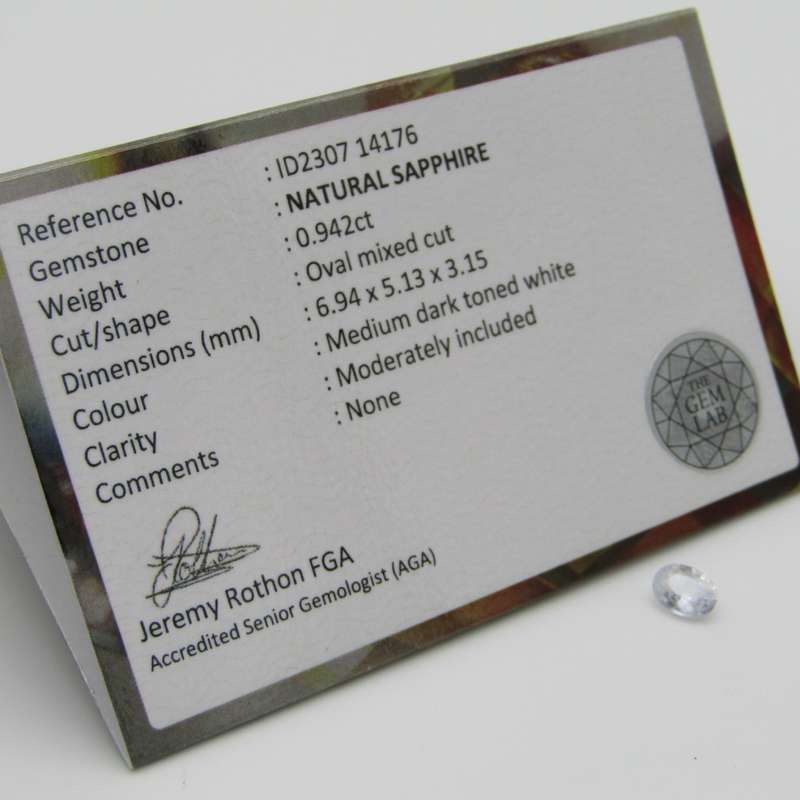 Reference No. : ID2307 14176
Gemstone : NATURAL SAPPHIRE
Weight : 0.942ct
Cut/shape : Oval mixed cut
Dimensions (mm) : 6.94 x 5.13 x 3.15
Colour : Medium dark toned white
Clarity : Moderately included
Comments : None
THE
GEM
LAB
Jeremy Rothon FGA
Accredited Senior Gemologist (AGA)